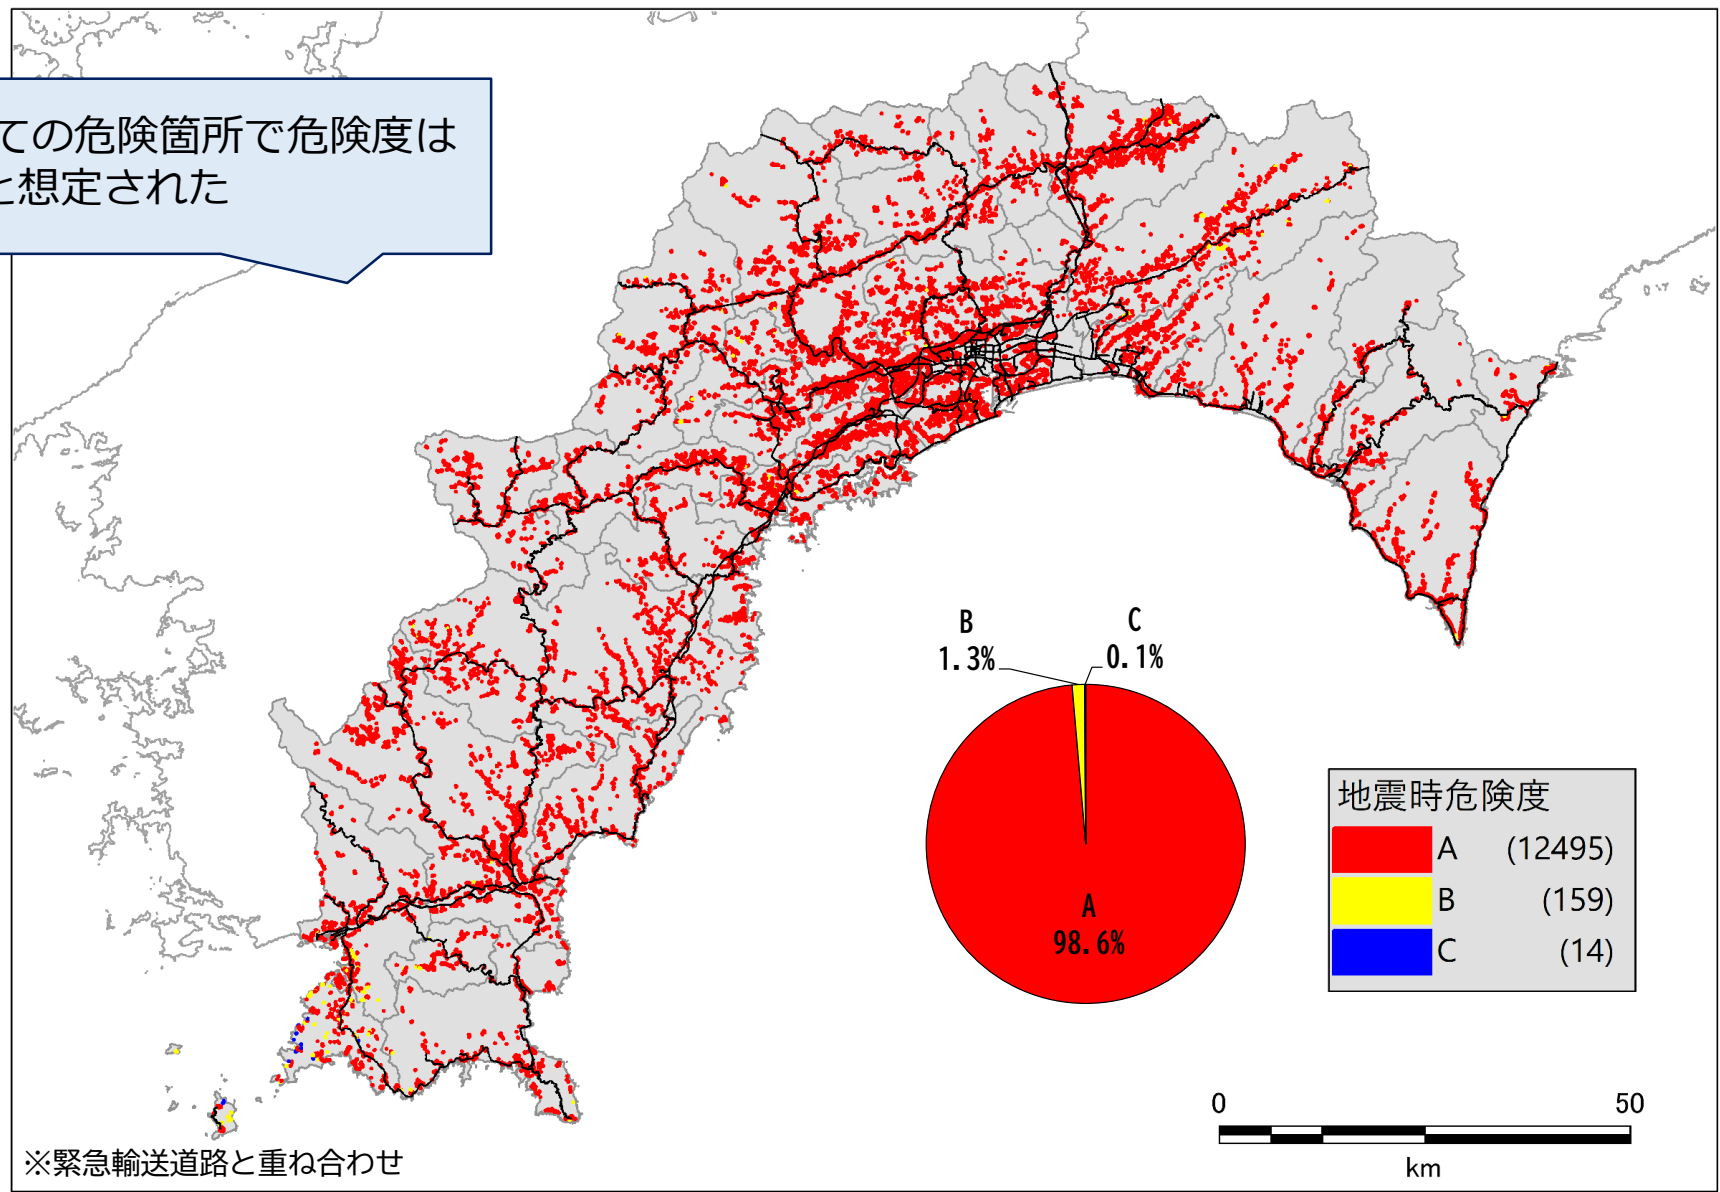 ての危険箇所で危険度は
と想定された
B
1.3%
C
0.1%
A
98.6%
地震時危険度
A (12495)
B (159)
C (14)
0 50
km
※緊急輸送道路と重ね合わせ